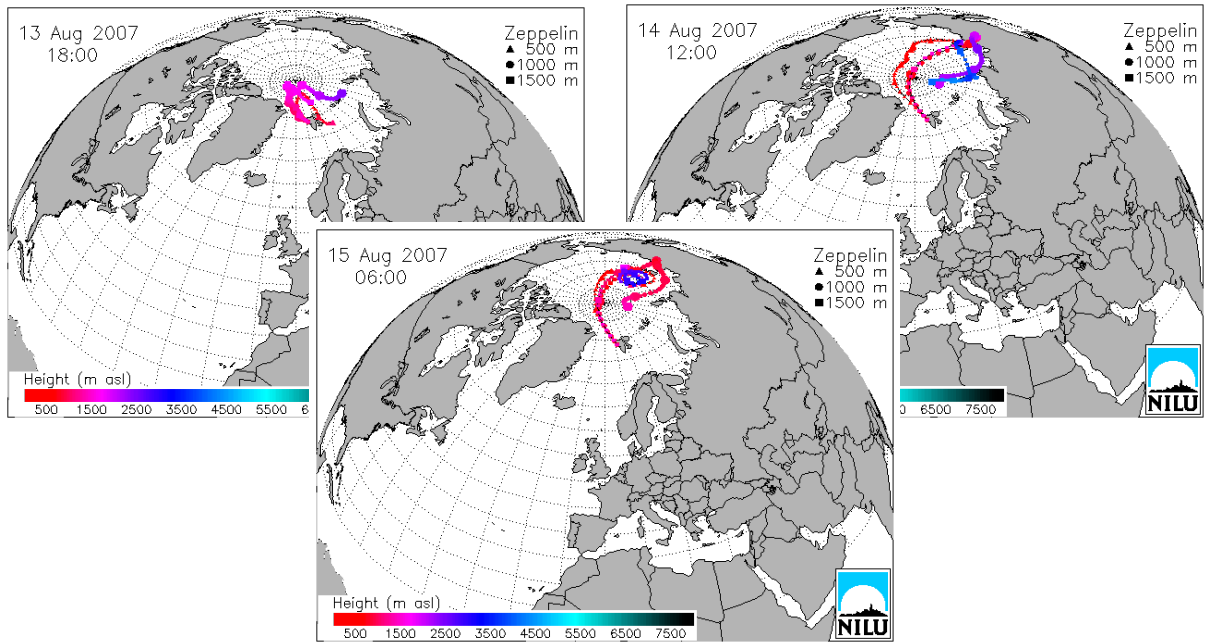 13 Aug 2007
18:00
Zeppelin
▲ 500 m
● 1000 m
■ 1500 m
Height (m asl)
500 1500 2500 3500 4500 5500 6
14 Aug 2007
12:00
Zeppelin
▲ 500 m
● 1000 m
■ 1500 m
0 6500 7500
NILU
15 Aug 2007
06:00
Zeppelin
▲ 500 m
● 1000 m
■ 1500 m
Height (m asl)
500 1500 2500 3500 4500 5500 6500 7500
NILU